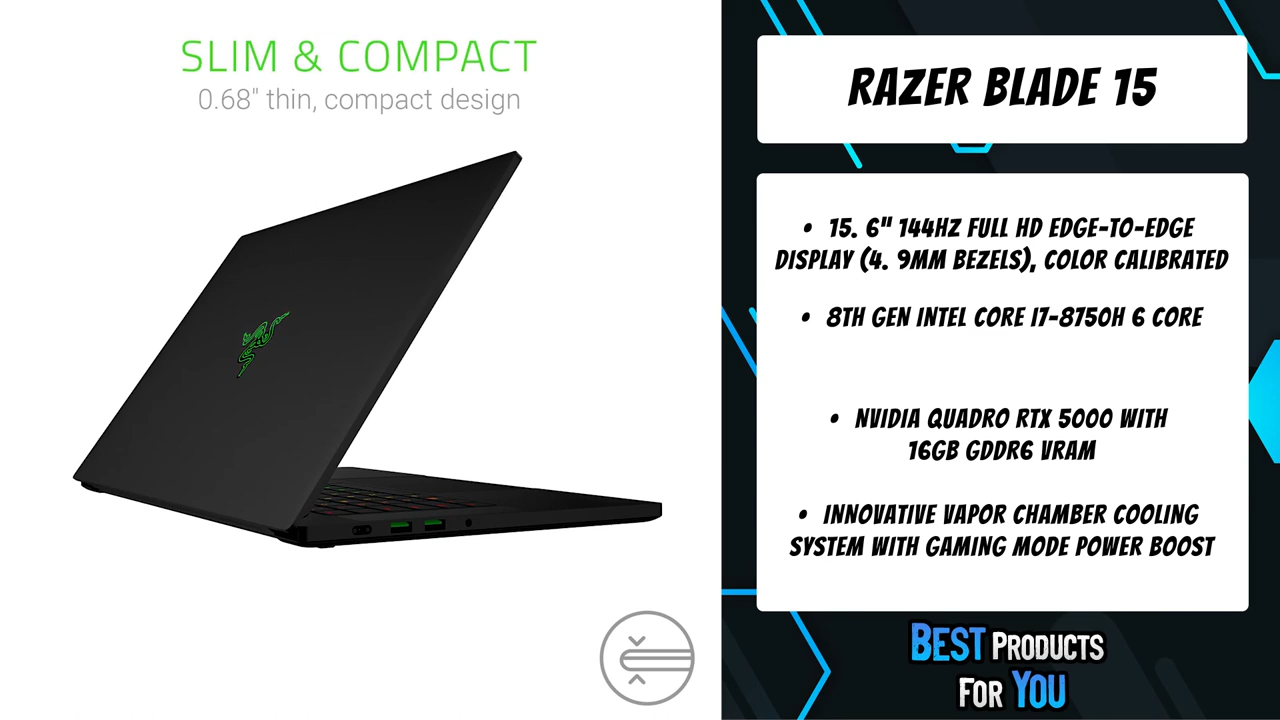 SLIM & COMPACT
0.68" thin, compact design
RAZER BLADE 15
• 15. 6" 144HZ FULL HD EDGE-TO-EDGE
DISPLAY (4. 9MM BEZELS), COLOR CALIBRATED
• 8TH GEN INTEL CORE I7-8750H 6 CORE
• NVIDIA QUADRO RTX 5000 WITH
16GB GDDR6 VRAM
• INNOVATIVE VAPOR CHAMBER COOLING
SYSTEM WITH GAMING MODE POWER BOOST
BEST PRODUCTS
FOR YOU